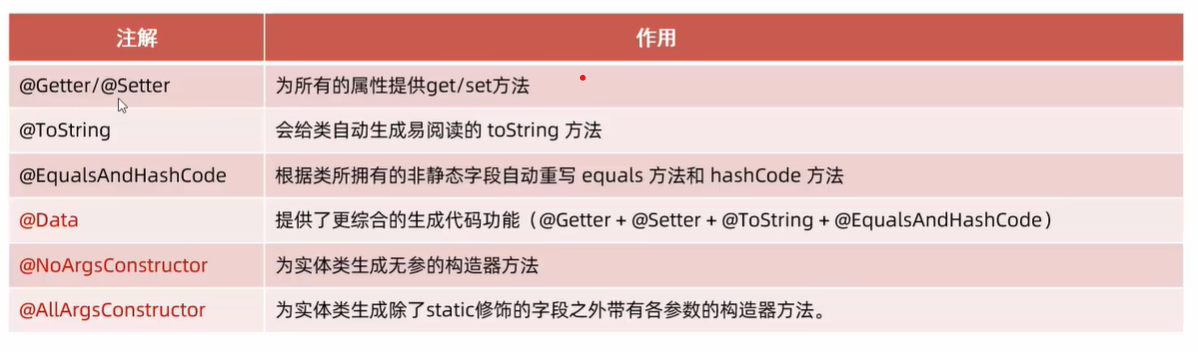 注解 作用
@Getter/@Setter 为所有的属性提供get/set方法
@ToString 会给类自动生成易阅读的 toString 方法
@EqualsAndHashCode 根据类所拥有的非静态字段自动重写 equals 方法和 hashCode 方法
@Data 提供了更综合的生成代码功能（@Getter + @Setter + @ToString + @EqualsAndHashCode）
@NoArgsConstructor 为实体类生成无参的构造器方法
@AllArgsConstructor 为实体类生成除了static修饰的字段之外带有各参数的构造器方法。